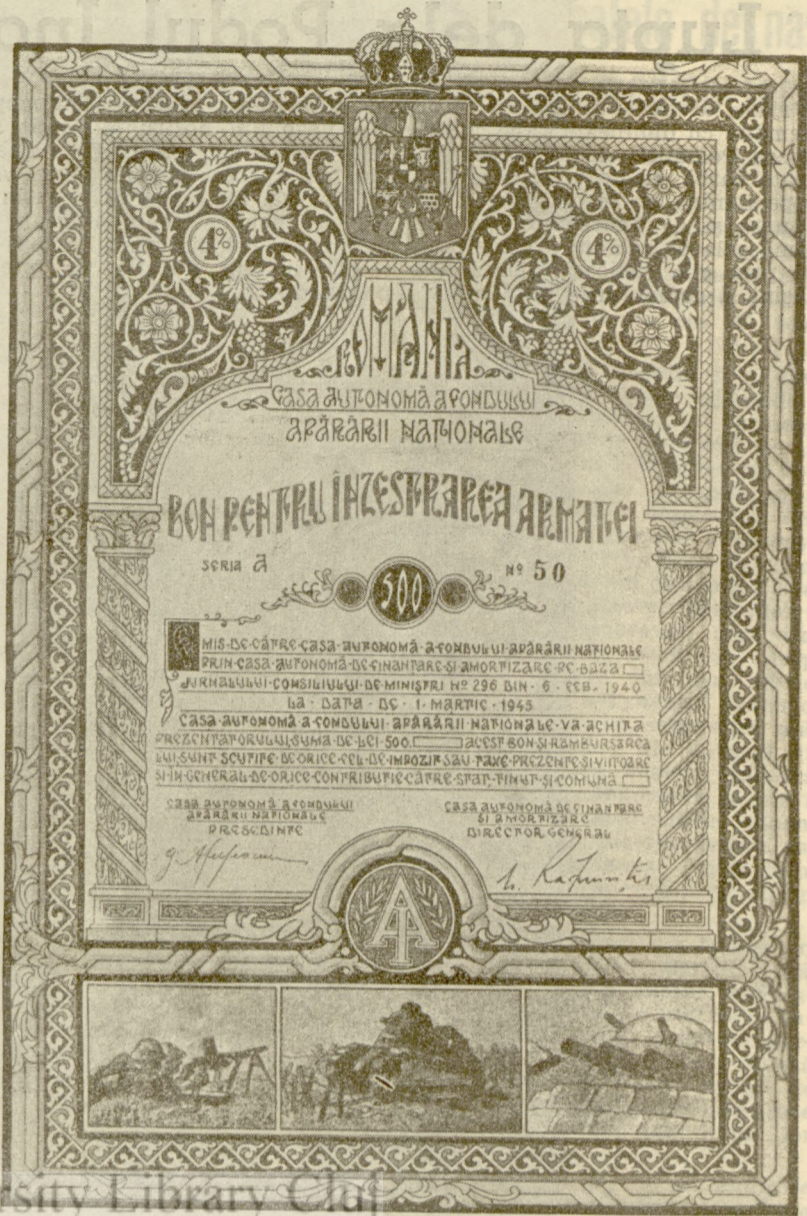 4% 4%
ROMÂNIA
CASA AUTONOMĂ A FONDULUI
APĂRĂRII NAȚIONALE
BON PENTRU ÎNZESTRAREA ARMATEI
SERIA A Nº 50
500
EMIS·DE·CĂTRE·CASA·AUTONOMĂ·A·FONDULUI·APĂRĂRII NAȚIONALE
PRIN·CASA·AUTONOMĂ·DE·FINANȚARE·ȘI·AMORTIZARE·PE·BAZA
JURNALULUI·CONSILIULUI·DE·MINIȘTRI Nº 296 DIN·6·FEB·1940
LA·DATA·DE·1·MARTIE·1945
CASA·AUTONOMĂ·A·FONDULUI·APĂRĂRII NAȚIONALE·VA·ACHITA
PREZENTATORULUI,SUMA·DE·LEI·500. ACEST BON·ȘI·RAMBURSAREA
LUI,SUNT SCUTITE·DE·ORICE·FEL·DE·IMPOZIT SAU TAXE·PREZENTE·ȘI·VIITOARE
ȘI·IN·GENERAL·DE·ORICE·CONTRIBUȚIE·CĂTRE·STAT,·ȚINUT·ȘI·COMUNĂ
CASA AUTONOMĂ A FONDULUI CASA AUTONOMĂ DE FINANȚARE
APĂRĂRII NAȚIONALE ȘI AMORTIZARE
PREȘEDINTE DIRECTOR GENERAL
rsity Library Cluj